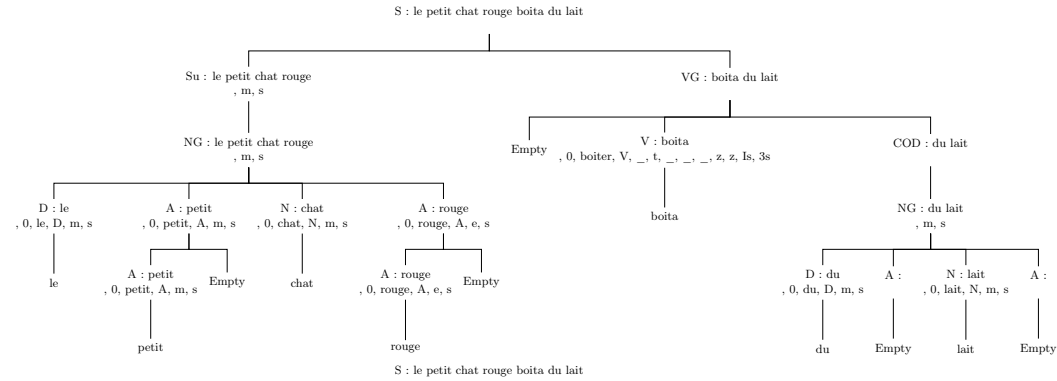 S : le petit chat rouge boita du lait
Su : le petit chat rouge
, m, s
VG : boita du lait
NG : le petit chat rouge
, m, s
Empty
V : boita
, 0, boiter, V, _, t, _, _, _, z, z, Is, 3s
COD : du lait
D : le
, 0, le, D, m, s
A : petit
, 0, petit, A, m, s
N : chat
, 0, chat, N, m, s
A : rouge
, 0, rouge, A, e, s
boita
NG : du lait
, m, s
le
A : petit
, 0, petit, A, m, s
Empty
chat
A : rouge
, 0, rouge, A, e, s
Empty
D : du
, 0, du, D, m, s
A :
N : lait
, 0, lait, N, m, s
A :
petit
rouge
du
Empty
lait
Empty
S : le petit chat rouge boita du lait